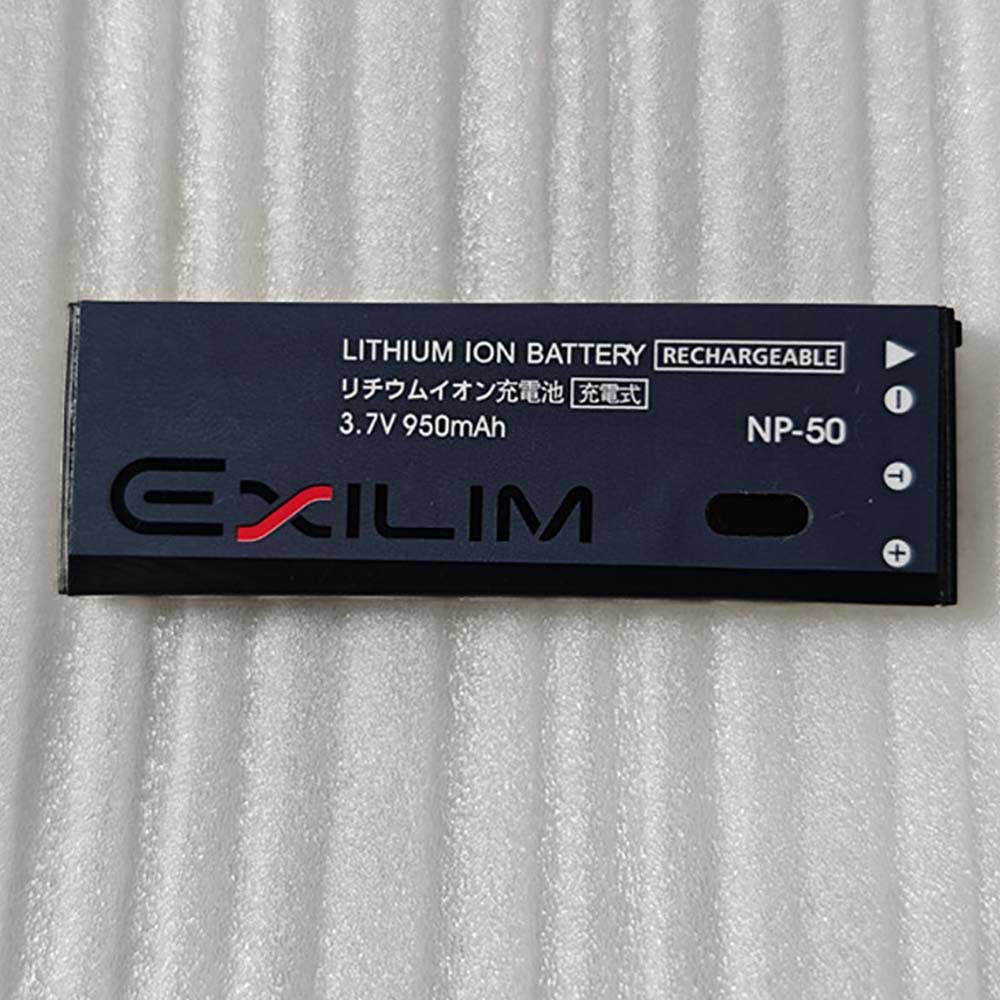 LITHIUM ION BATTERY RECHARGEABLE
リチウムイオン充電池 充電式
3.7V 950mAh
NP-50
EXILIM
−
T
+